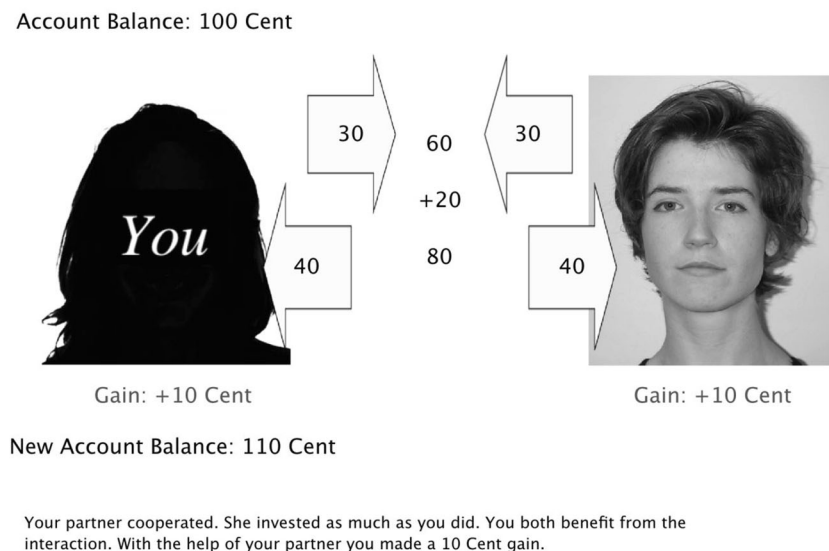 Account Balance: 100 Cent
30
60
30
+20
You
40
80
40
Gain: +10 Cent
Gain: +10 Cent
New Account Balance: 110 Cent
Your partner cooperated. She invested as much as you did. You both benefit from the
interaction. With the help of your partner you made a 10 Cent gain.